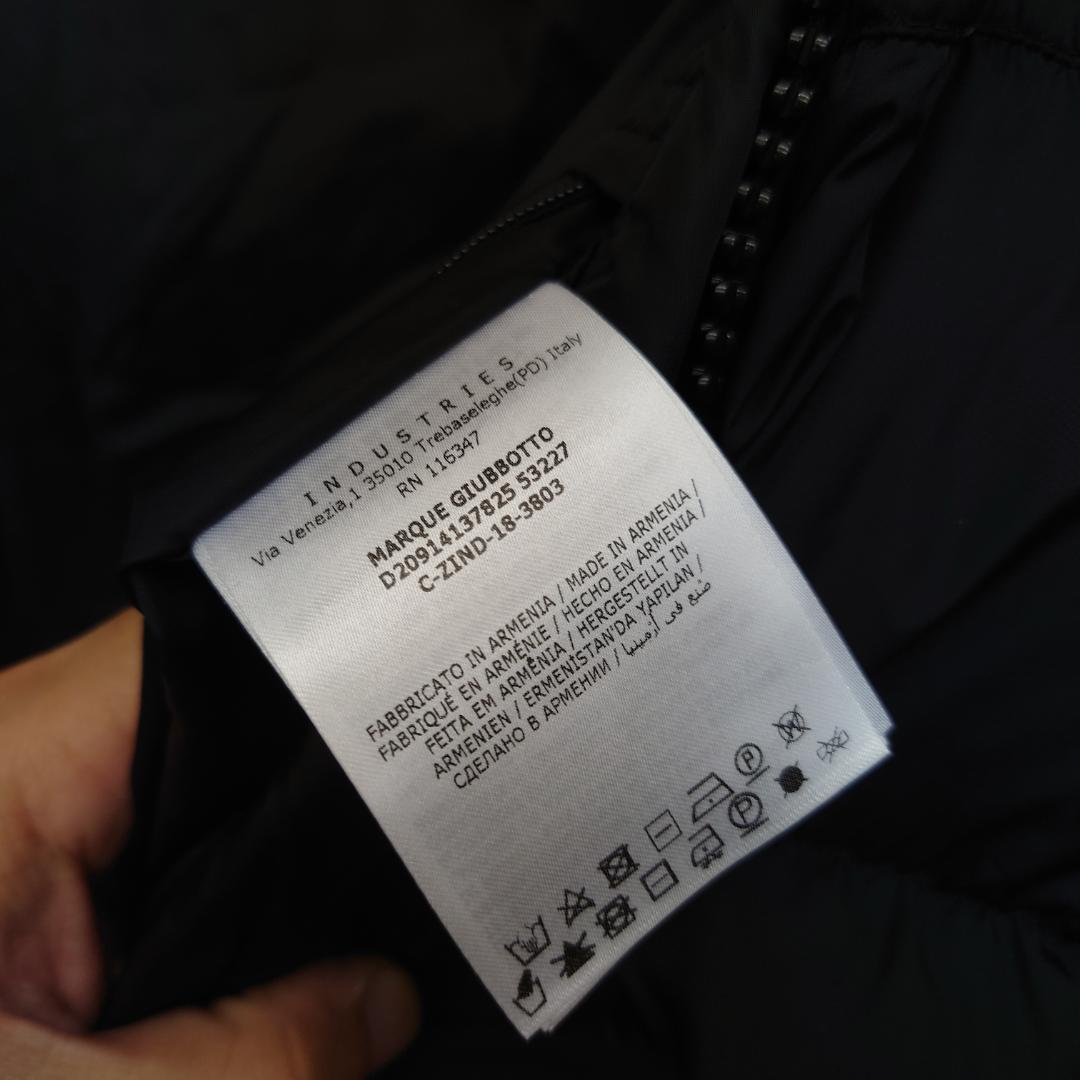 INDUSTRIES
Via Venezia,1 35010 Trebaseleghe(PD) Italy
RN 116347
MARQUE GIUBBOTTO
D20914137825 53227
C-ZIND-18-3803
FABBRICATO IN ARMENIA / MADE IN ARMENIA /
FABRIQUÉ EN ARMÉNIE / HECHO EN ARMENIA /
FEITA EM ARMÊNIA / HERGESTELLT IN
ARMENIEN / ERMENİSTAN'DA YAPILAN /
СДЕЛАНО В АРМЕНИИ / صنع في أرمينيا